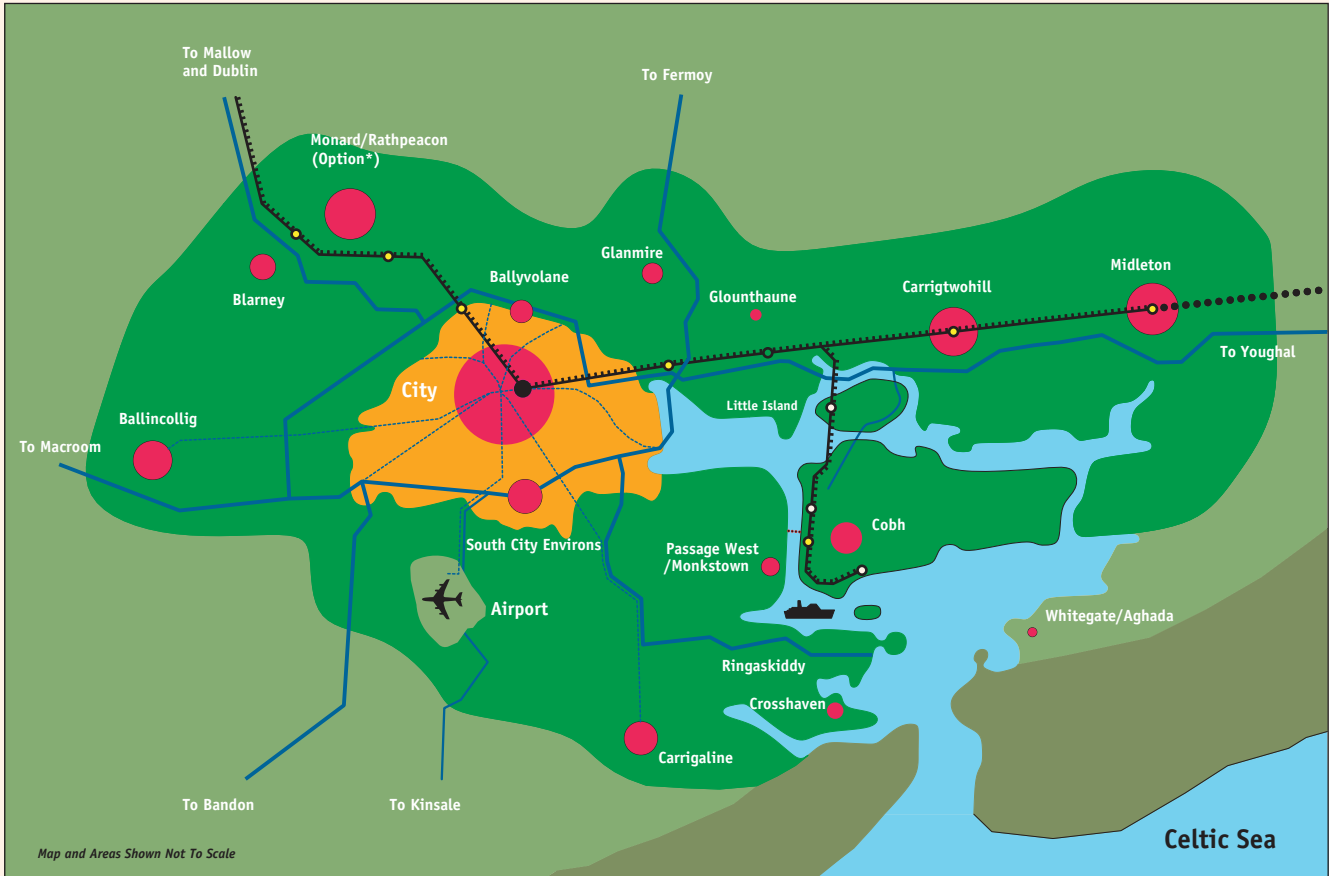 To Mallow
and Dublin
To Fermoy
Monard/Rathpeacon
(Option*)
Glanmire
Ballyvolane
Midleton
Carrigtwohill
Blarney
Glounthaune
To Youghal
City
Little Island
Ballincollig
To Macroom
Cobh
South City Environs
Passage West
/Monkstown
Airport
Whitegate/Aghada
Ringaskiddy
Crosshaven
Carrigaline
To Bandon
To Kinsale
Celtic Sea
Map and Areas Shown Not To Scale